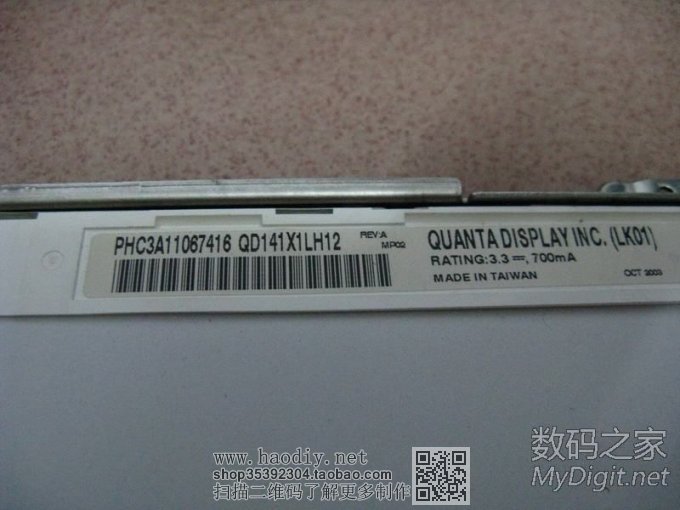 PHC3A11067416 QD141X1LH12 REV:A MP02
QUANTA DISPLAY INC. (LK01)
RATING:3.3⎓, 700mA
MADE IN TAIWAN OCT 2003
数码之家
MyDigit.net
www.haodiy.net
shop35392304.taobao.com
扫描二维码了解更多制作